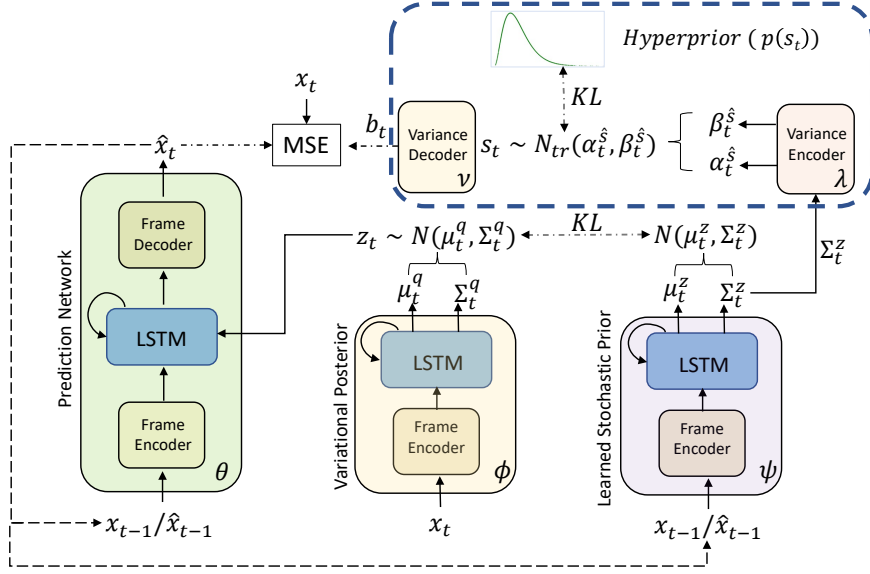 Hyperprior ( p(s_t))
x_t
KL
b_t
MSE
Variance
Decoder
ν
s_t ~ N_tr(α_t^ŝ, β_t^ŝ)
β_t^ŝ
α_t^ŝ
Variance
Encoder
λ
x̂_t
Prediction Network
Frame
Decoder
LSTM
Frame
Encoder
θ
x_{t−1}/x̂_{t−1}
z_t ~ N(μ_t^q, Σ_t^q)
KL
N(μ_t^z, Σ_t^z)
Σ_t^z
Variational Posterior
μ_t^q
Σ_t^q
LSTM
Frame
Encoder
ϕ
x_t
Learned Stochastic Prior
μ_t^z
Σ_t^z
LSTM
Frame
Encoder
ψ
x_{t−1}/x̂_{t−1}